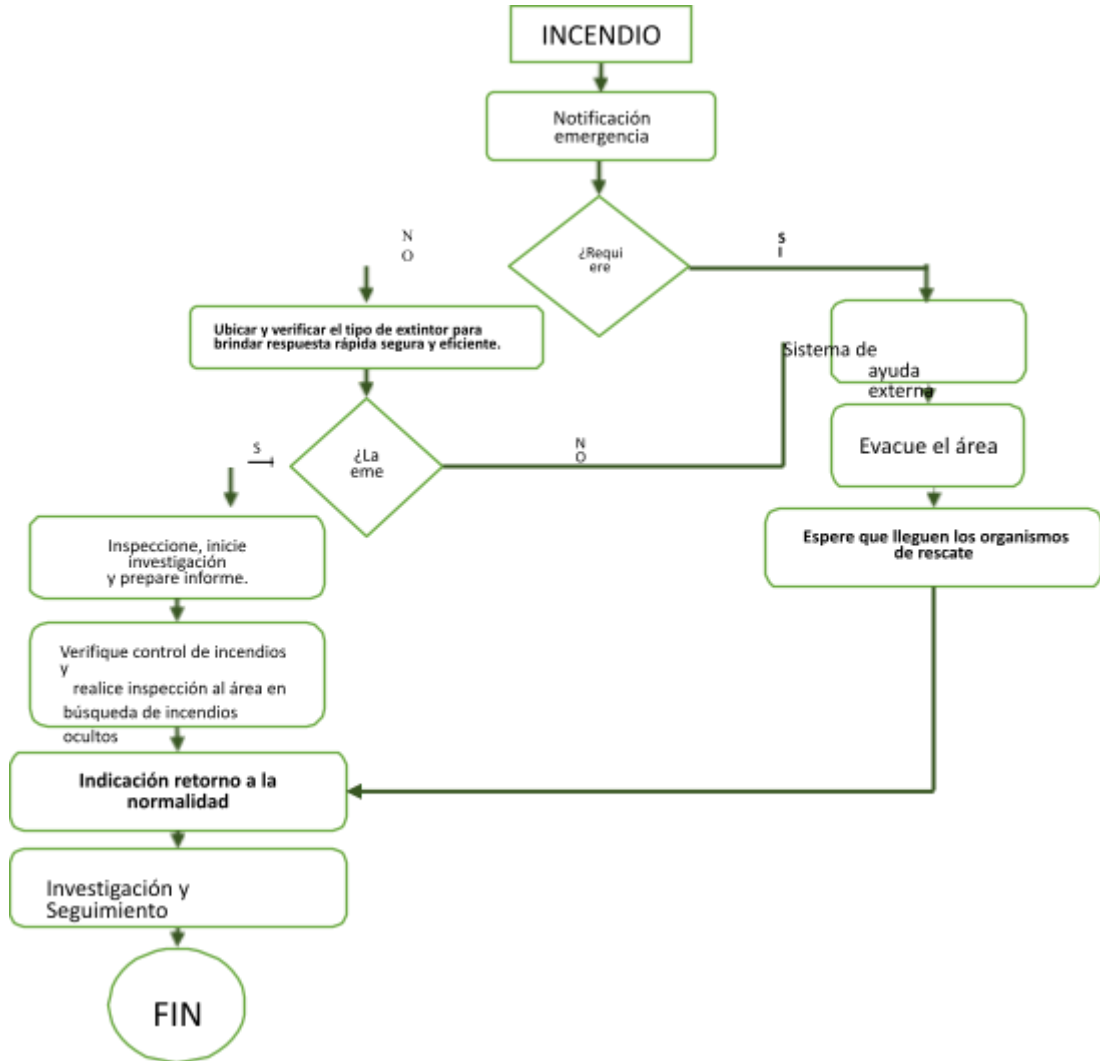 INCENDIO
Notificación
emergencia
¿Requi
ere
N
O
S
I
Ubicar y verificar el tipo de extintor para
brindar respuesta rápida segura y eficiente.
Sistema de
ayuda
externa
Evacue el área
¿La
eme
S
I
N
O
Espere que lleguen los organismos
de rescate
Inspeccione, inicie
investigación
y prepare informe.
Verifique control de incendios
y
realice inspección al área en
búsqueda de incendios
ocultos
Indicación retorno a la
normalidad
Investigación y
Seguimiento
FIN